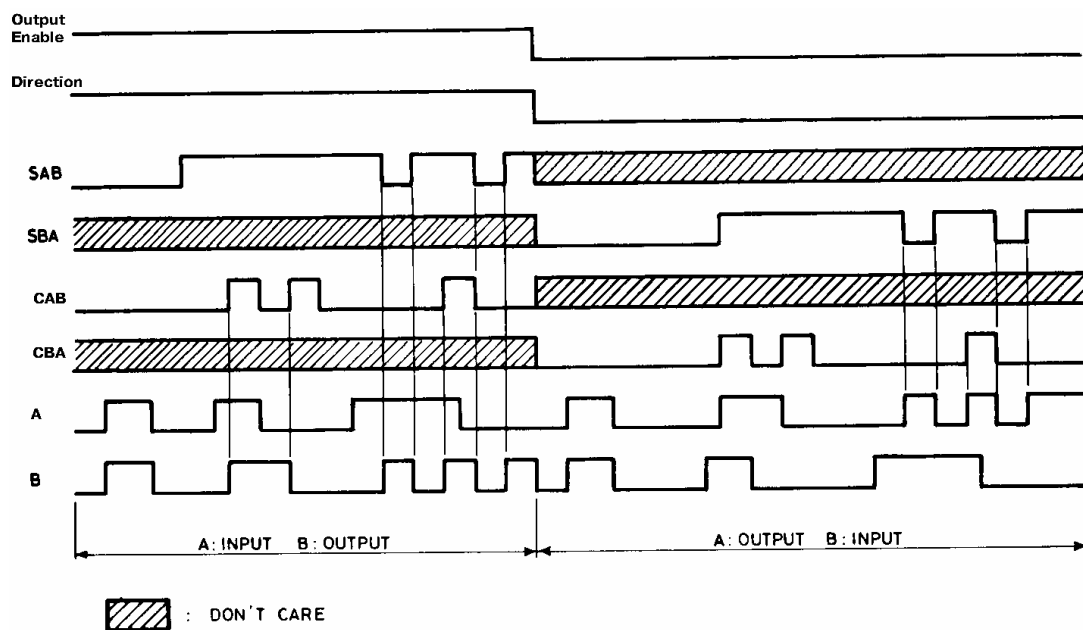 Output
Enable
Direction
SAB
SBA
CAB
CBA
A
B
A: INPUT B: OUTPUT
A: OUTPUT B: INPUT
: DON'T CARE